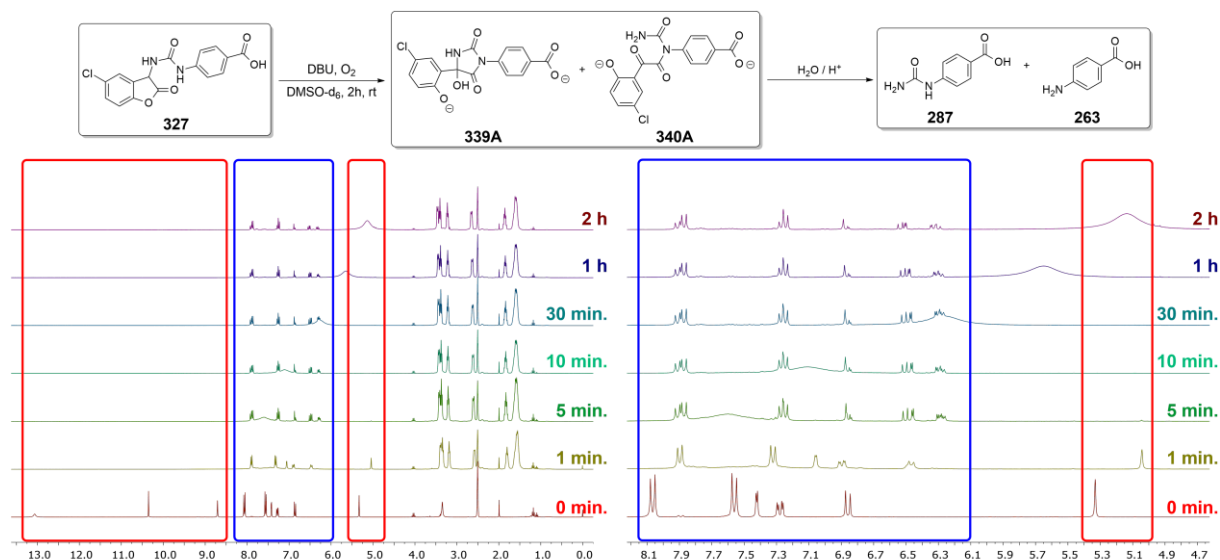 Cl
O
HN
O
N
H
O
OH
O
O
327
DBU, O2
DMSO-d6, 2h, rt
Cl
HN
O
N
O
OH
O
O
O
⊖
⊖
339A
+
H2N
O
N
O
O
O
O
O
Cl
⊖
⊖
340A
H2O / H+
H2N
O
N
H
O
OH
287
+
H2N
O
OH
263
2 h
1 h
30 min.
10 min.
5 min.
1 min.
0 min.
2 h
1 h
30 min.
10 min.
5 min.
1 min.
0 min.
13.0 12.0 11.0 10.0 9.0 8.0 7.0 6.0 5.0 4.0 3.0 2.0 1.0 0.0
8.1 7.9 7.7 7.5 7.3 7.1 6.9 6.7 6.5 6.3 6.1 5.9 5.7 5.5 5.3 5.1 4.9 4.7